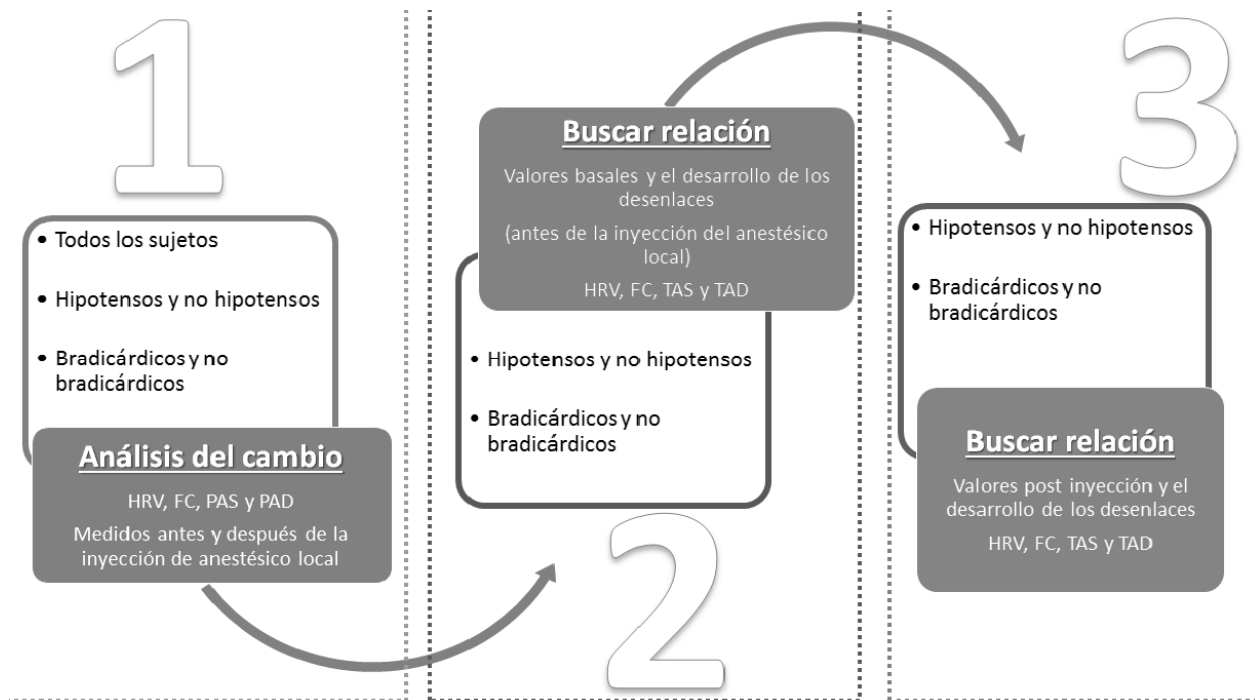 1
• Todos los sujetos
• Hipotensos y no hipotensos
• Bradicárdicos y no
bradicárdicos
Análisis del cambio
HRV, FC, PAS y PAD
Medidos antes y después de la
inyección de anestésico local
Buscar relación
Valores basales y el desarrollo de los
desenlaces
(antes de la inyección del anestésico
local)
HRV, FC, TAS y TAD
• Hipotensos y no hipotensos
• Bradicárdicos y no
bradicárdicos
2
3
• Hipotensos y no hipotensos
• Bradicárdicos y no
bradicárdicos
Buscar relación
Valores post inyección y el
desarrollo de los desenlaces
HRV, FC, TAS y TAD